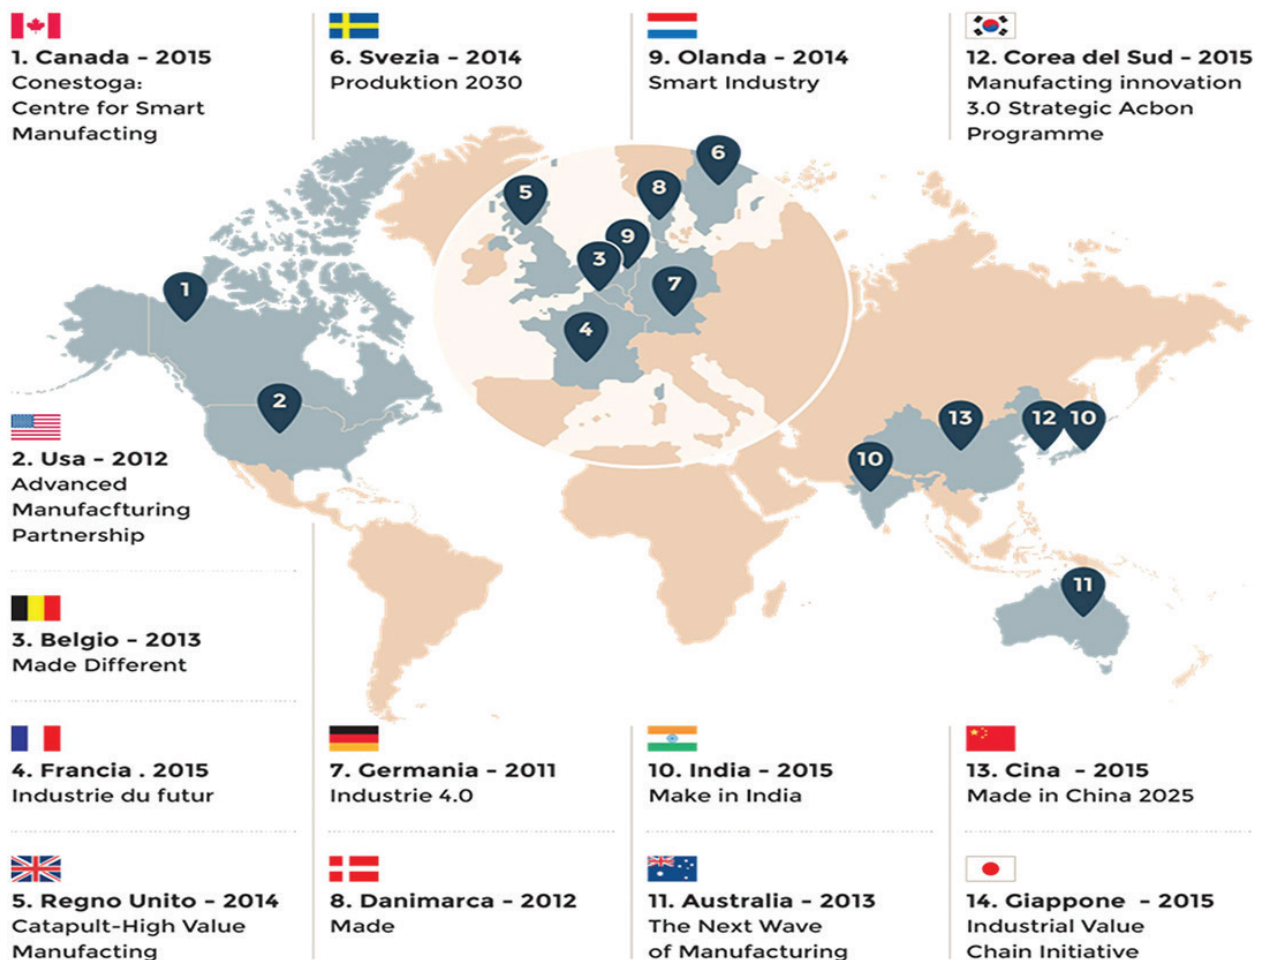 1. Canada - 2015
Conestoga:
Centre for Smart
Manufacting
6. Svezia - 2014
Produktion 2030
9. Olanda - 2014
Smart Industry
12. Corea del Sud - 2015
Manufacting innovation
3.0 Strategic Acbon
Programme
6
5
8
9
3
7
1
4
2
13
12
10
10
11
2. Usa - 2012
Advanced
Manufacfturing
Partnership
3. Belgio - 2013
Made Different
4. Francia . 2015
Industrie du futur
5. Regno Unito - 2014
Catapult-High Value
Manufacting
7. Germania - 2011
Industrie 4.0
8. Danimarca - 2012
Made
10. India - 2015
Make in India
11. Australia - 2013
The Next Wave
of Manufacturing
13. Cina - 2015
Made in China 2025
14. Giappone - 2015
Industrial Value
Chain Initiative